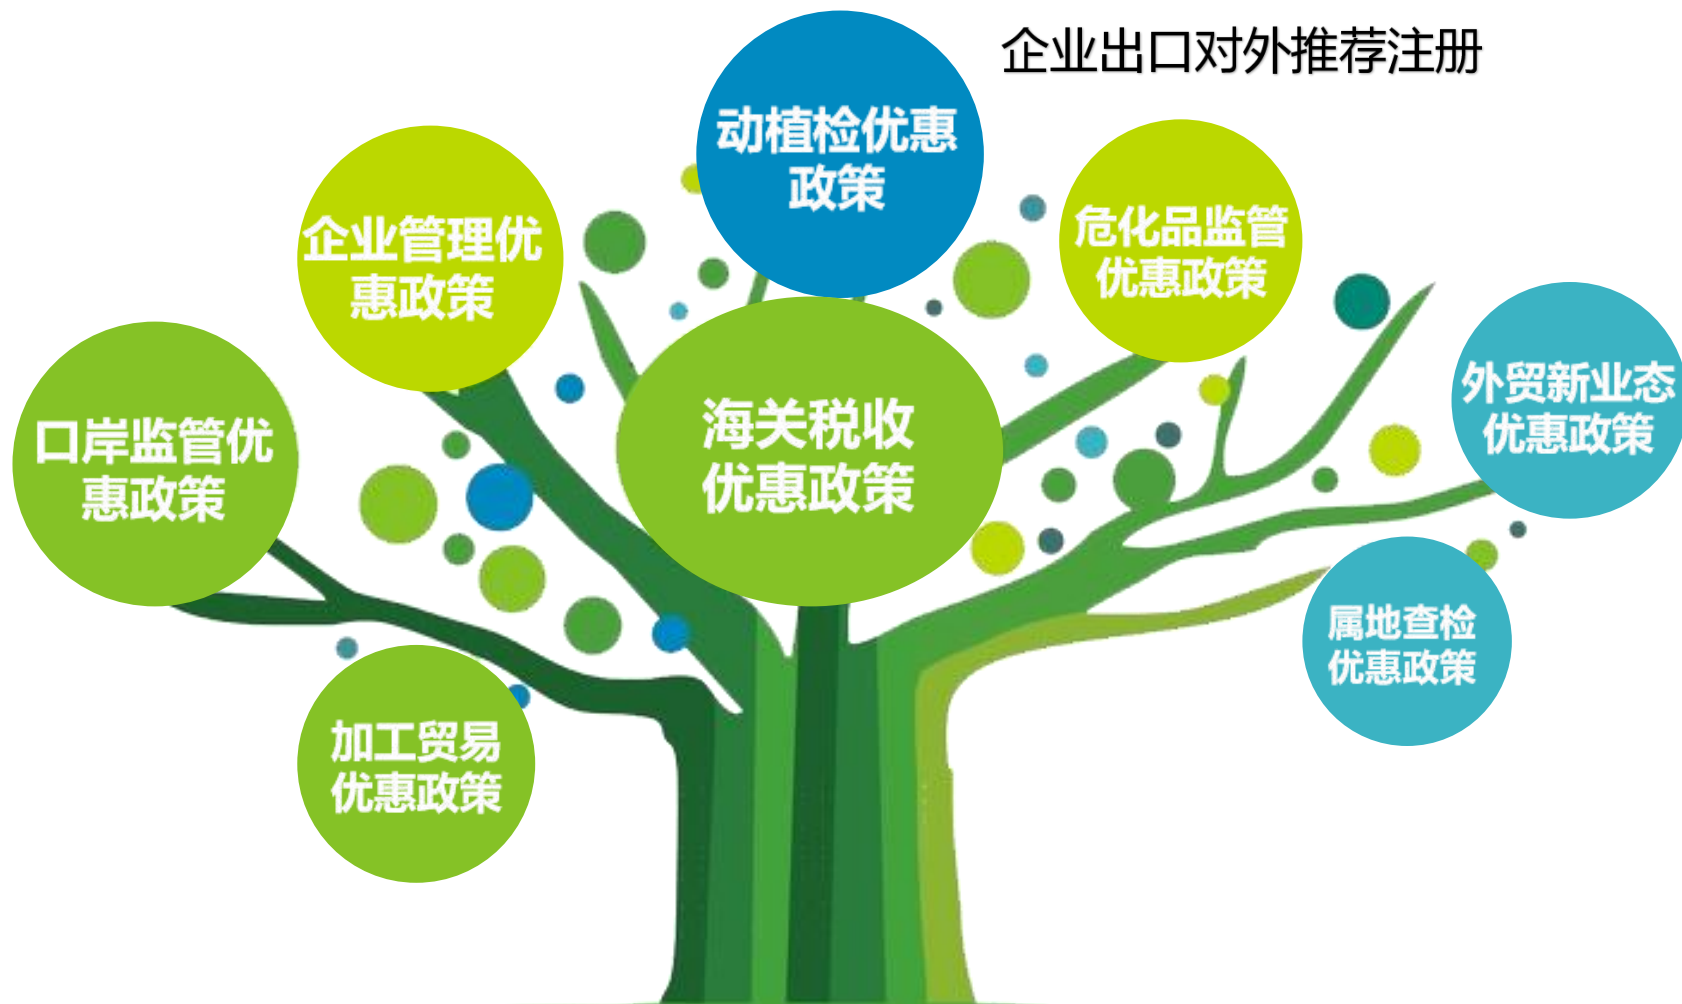 企业出口对外推荐注册
动植检优惠
政策
企业管理优
惠政策
危化品监管
优惠政策
口岸监管优
惠政策
海关税收
优惠政策
外贸新业态
优惠政策
属地查检
优惠政策
加工贸易
优惠政策